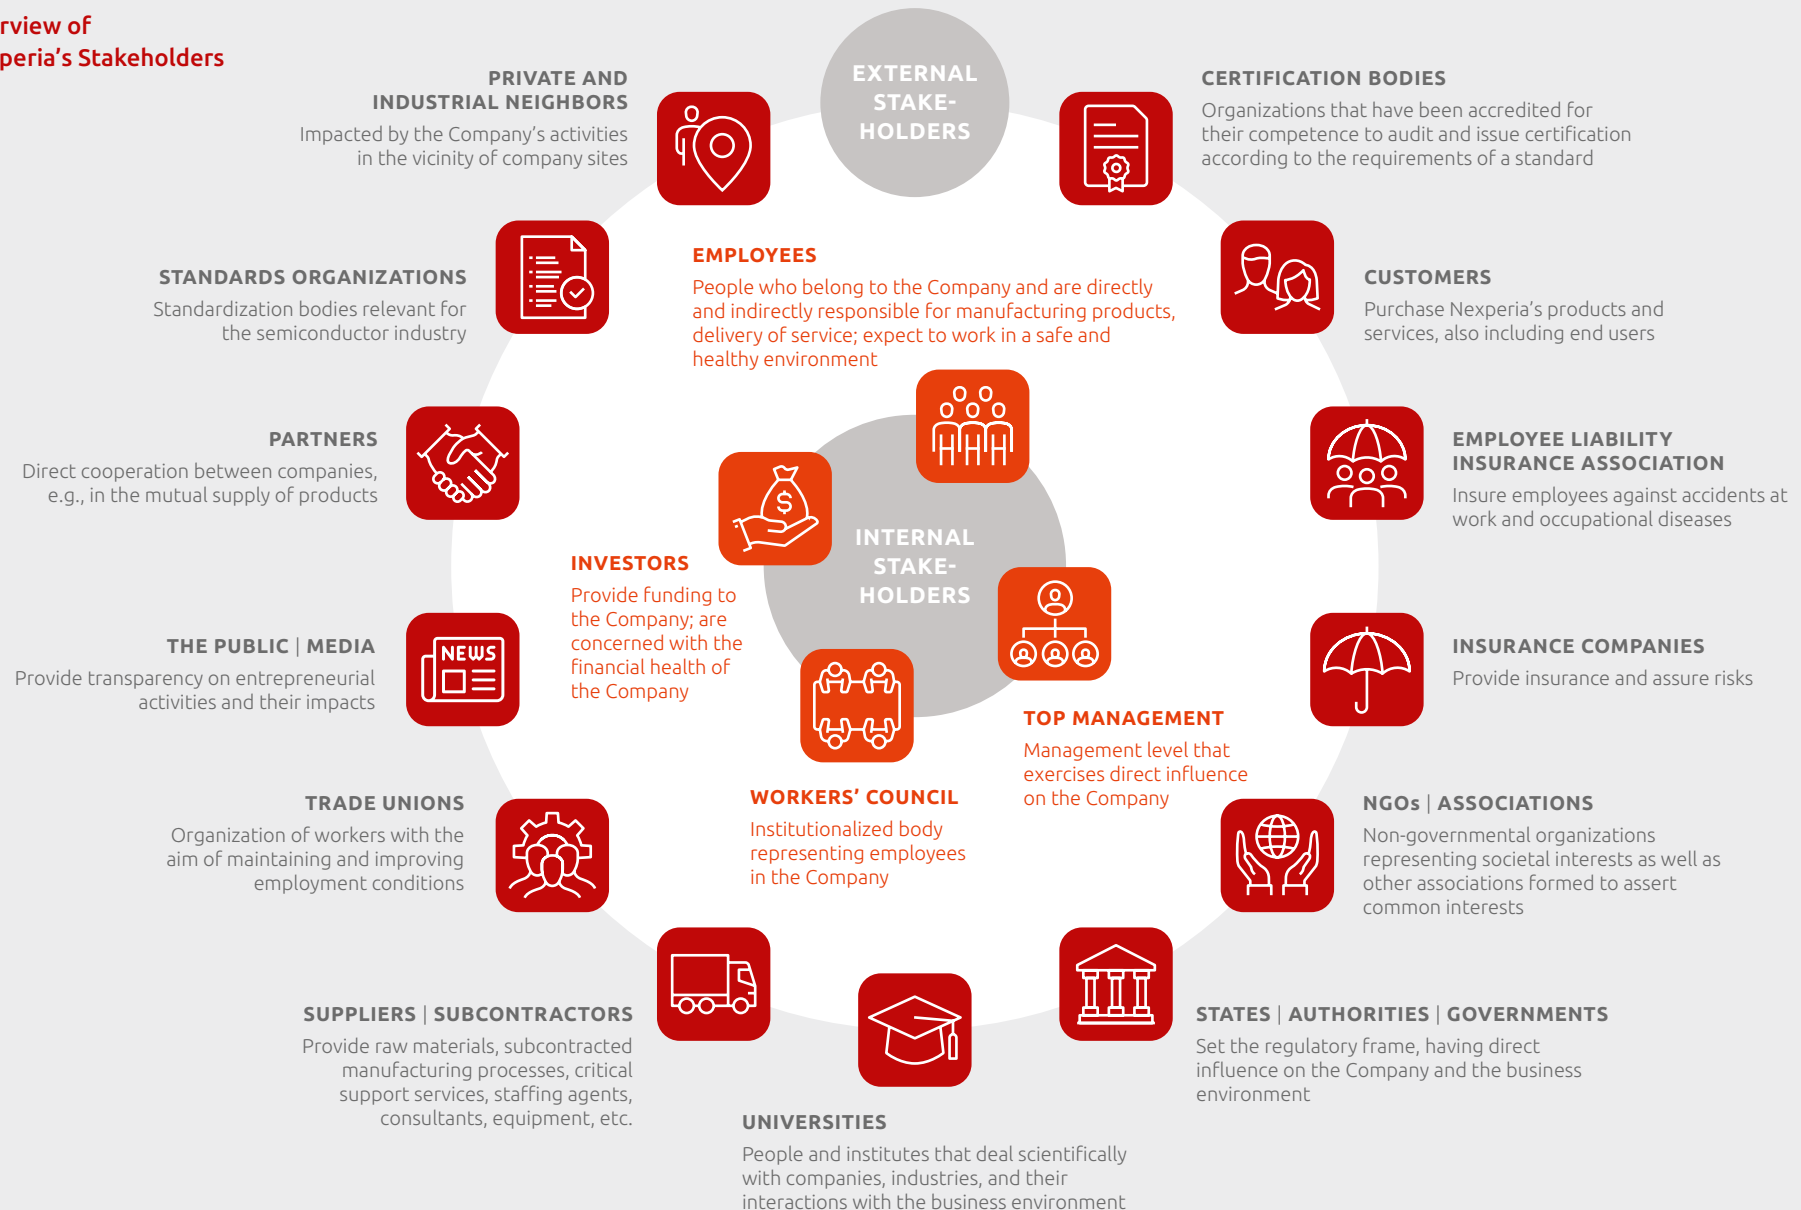 rview of
peria's Stakeholders
EXTERNAL
STAKE-
HOLDERS
PRIVATE AND
INDUSTRIAL NEIGHBORS
Impacted by the Company's activities
in the vicinity of company sites
CERTIFICATION BODIES
Organizations that have been accredited for
their competence to audit and issue certification
according to the requirements of a standard
STANDARDS ORGANIZATIONS
Standardization bodies relevant for
the semiconductor industry
EMPLOYEES
People who belong to the Company and are directly
and indirectly responsible for manufacturing products,
delivery of service; expect to work in a safe and
healthy environment
CUSTOMERS
Purchase Nexperia's products and
services, also including end users
PARTNERS
Direct cooperation between companies,
e.g., in the mutual supply of products
$
EMPLOYEE LIABILITY
INSURANCE ASSOCIATION
Insure employees against accidents at
work and occupational diseases
INTERNAL
STAKE-
HOLDERS
INVESTORS
Provide funding to
the Company; are
concerned with the
financial health of
the Company
THE PUBLIC | MEDIA
Provide transparency on entrepreneurial
activities and their impacts
NEWS
INSURANCE COMPANIES
Provide insurance and assure risks
TOP MANAGEMENT
Management level that
exercises direct influence
on the Company
WORKERS' COUNCIL
Institutionalized body
representing employees
in the Company
TRADE UNIONS
Organization of workers with the
aim of maintaining and improving
employment conditions
NGOs | ASSOCIATIONS
Non-governmental organizations
representing societal interests as well as
other associations formed to assert
common interests
SUPPLIERS | SUBCONTRACTORS
Provide raw materials, subcontracted
manufacturing processes, critical
support services, staffing agents,
consultants, equipment, etc.
STATES | AUTHORITIES | GOVERNMENTS
Set the regulatory frame, having direct
influence on the Company and the business
environment
UNIVERSITIES
People and institutes that deal scientifically
with companies, industries, and their
interactions with the business environment